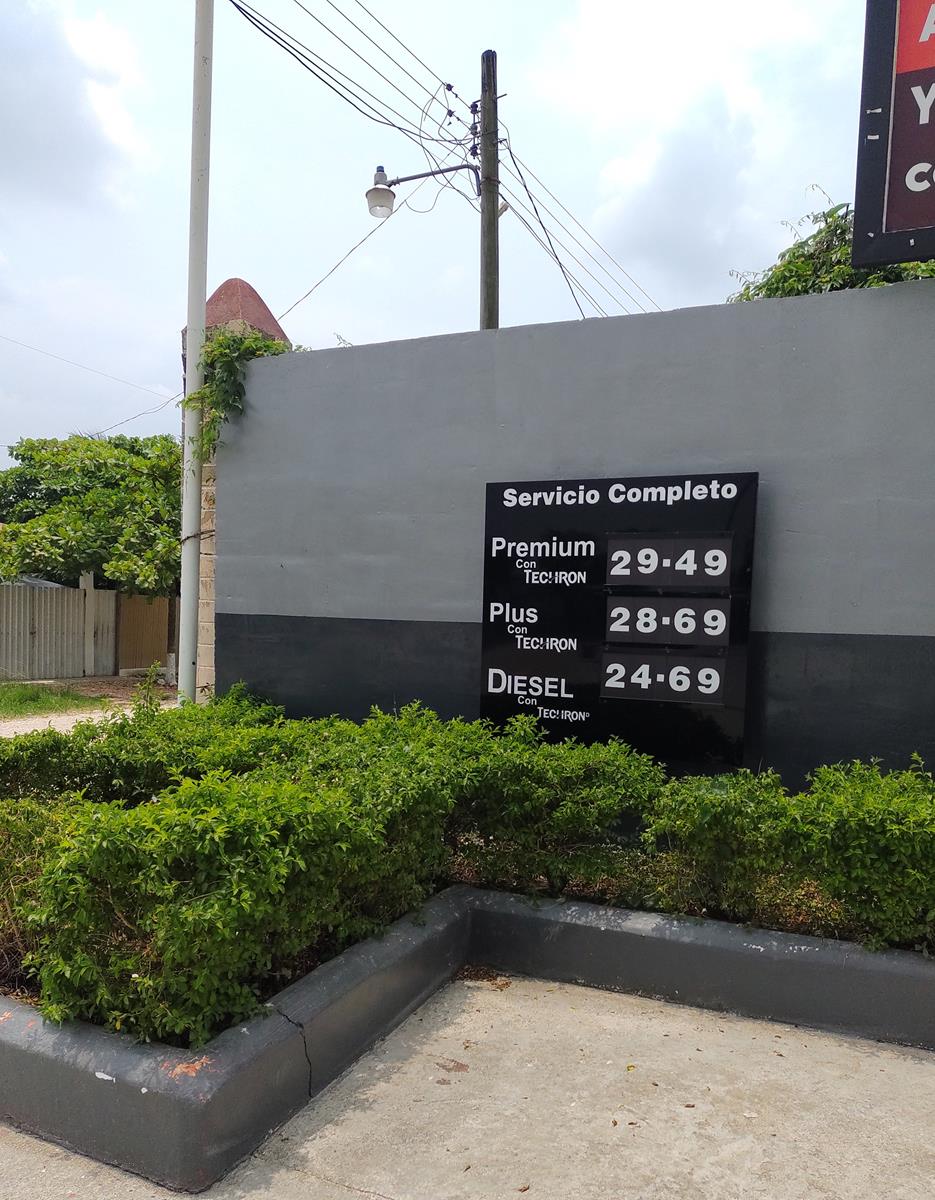 Servicio Completo
Premium 29.49
Con
TECHRON
Plus 28.69
Con
TECHRON
DIESEL 24.69
Con
TECHRON D